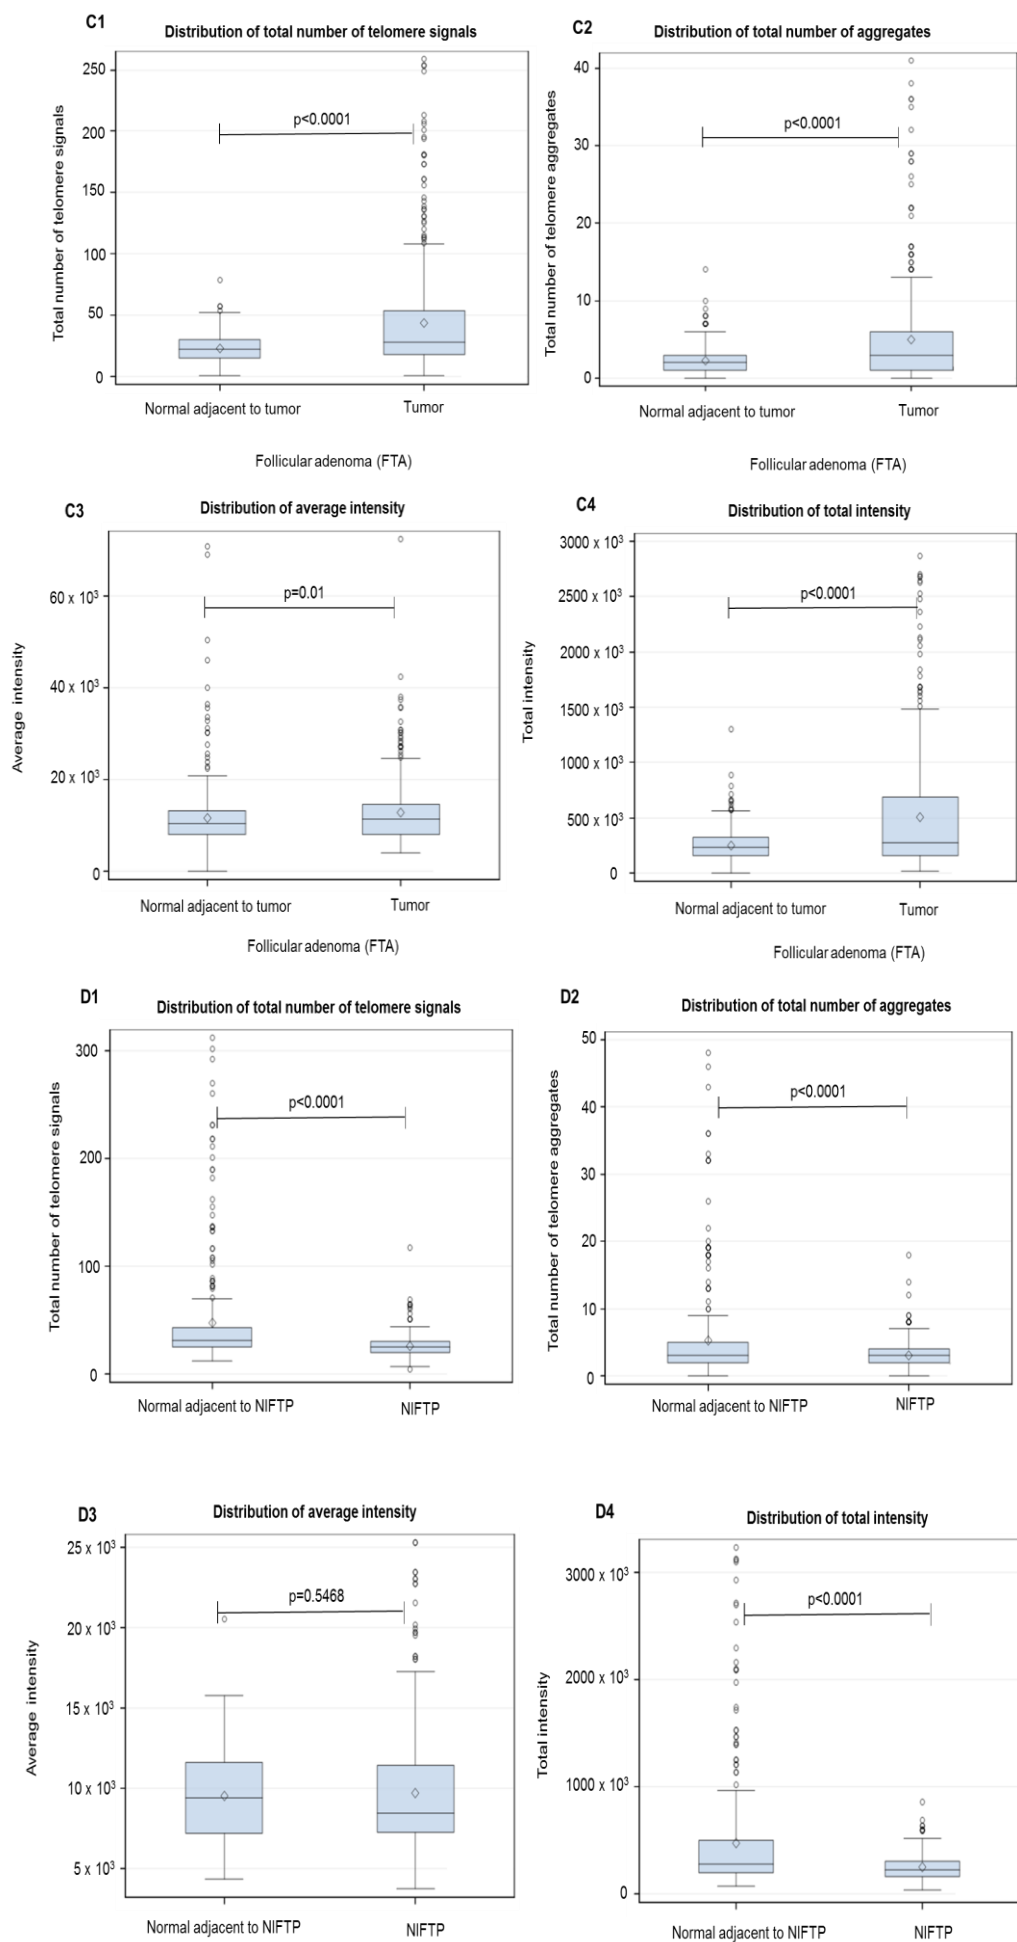 C1
Distribution of total number of telomere signals
Total number of telomere signals
250
200
150
100
50
0
p<0.0001
Normal adjacent to tumor
Tumor
Follicular adenoma (FTA)
C2
Distribution of total number of aggregates
Total number of telomere aggregates
40
30
20
10
0
p<0.0001
Normal adjacent to tumor
Tumor
Follicular adenoma (FTA)
C3
Distribution of average intensity
Average intensity
60 x 10³
40 x 10³
20 x 10³
0
p=0.01
Normal adjacent to tumor
Tumor
Follicular adenoma (FTA)
C4
Distribution of total intensity
Total intensity
3000 x 10³
2500 x 10³
2000 x 10³
1500 x 10³
1000 x 10³
500 x 10³
0
p<0.0001
Normal adjacent to tumor
Tumor
Follicular adenoma (FTA)
D1
Distribution of total number of telomere signals
Total number of telomere signals
300
200
100
0
p<0.0001
Normal adjacent to NIFTP
NIFTP
D2
Distribution of total number of aggregates
Total number of telomere aggregates
50
40
30
20
10
0
p<0.0001
Normal adjacent to NIFTP
NIFTP
D3
Distribution of average intensity
Average intensity
25 x 10³
20 x 10³
15 x 10³
10 x 10³
5 x 10³
p=0.5468
Normal adjacent to NIFTP
NIFTP
D4
Distribution of total intensity
Total intensity
3000 x 10³
2000 x 10³
1000 x 10³
0
p<0.0001
Normal adjacent to NIFTP
NIFTP